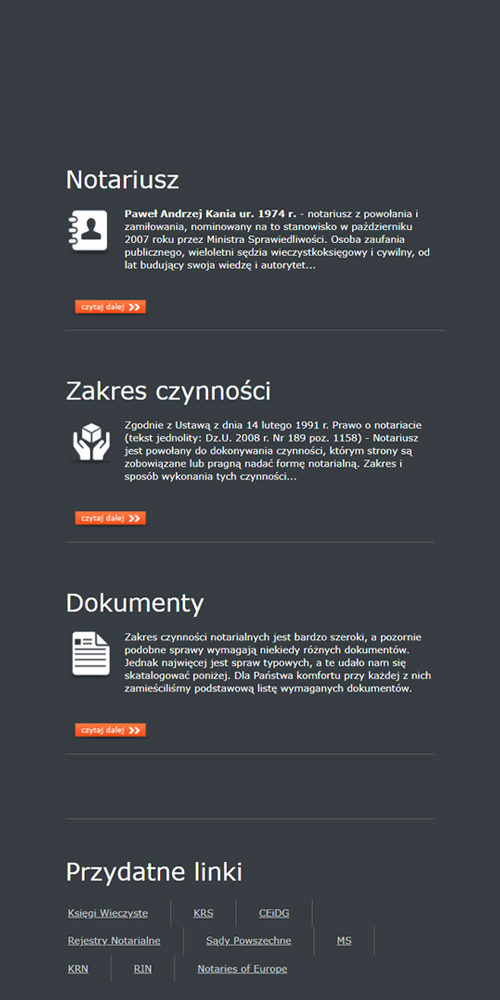 Notariusz
Paweł Andrzej Kania ur. 1974 r. - notariusz z powołania i
zamiłowania, nominowany na to stanowisko w październiku
2007 roku przez Ministra Sprawiedliwości. Osoba zaufania
publicznego, wieloletni sędzia wieczystoksięgowy i cywilny, od
lat budujący swoja wiedzę i autorytet...
czytaj dalej
Zakres czynności
Zgodnie z Ustawą z dnia 14 lutego 1991 r. Prawo o notariacie
(tekst jednolity: Dz.U. 2008 r. Nr 189 poz. 1158) - Notariusz
jest powołany do dokonywania czynności, którym strony są
zobowiązane lub pragną nadać formę notarialną. Zakres i
sposób wykonania tych czynności...
czytaj dalej
Dokumenty
Zakres czynności notarialnych jest bardzo szeroki, a pozornie
podobne sprawy wymagają niekiedy różnych dokumentów.
Jednak najwięcej jest spraw typowych, a te udało nam się
skatalogować poniżej. Dla Państwa komfortu przy każdej z nich
zamieściliśmy podstawową listę wymaganych dokumentów.
czytaj dalej
Przydatne linki
Księgi Wieczyste KRS CEiDG
Rejestry Notarialne Sądy Powszechne MS
KRN RIN Notaries of Europe